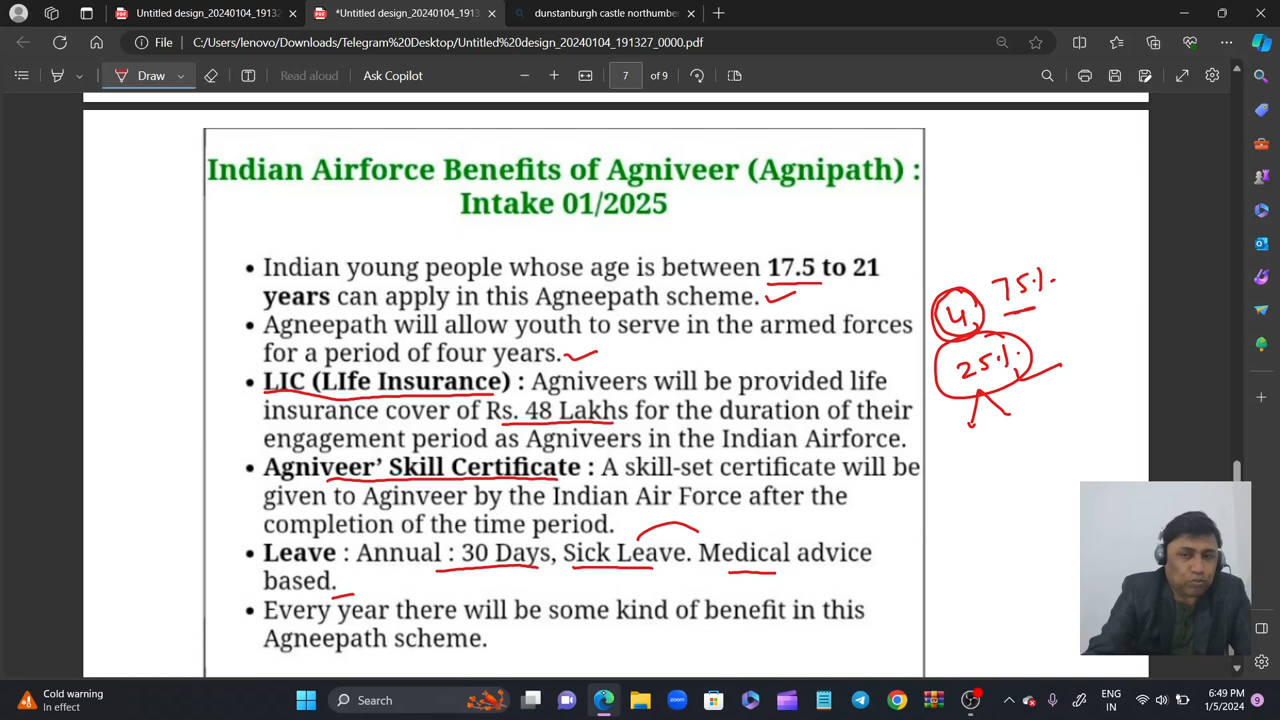 Untitled design_20240104_19132
*Untitled design_20240104_1913
dunstanburgh castle northumber
File
C:/Users/lenovo/Downloads/Telegram%20Desktop/Untitled%20design_20240104_191327_0000.pdf
Draw
Read aloud
Ask Copilot
7 of 9
Indian Airforce Benefits of Agniveer (Agnipath) :
Intake 01/2025
• Indian young people whose age is between 17.5 to 21
years can apply in this Agneepath scheme.
• Agneepath will allow youth to serve in the armed forces
for a period of four years.
• LIC (LIfe Insurance) : Agniveers will be provided life
insurance cover of Rs. 48 Lakhs for the duration of their
engagement period as Agniveers in the Indian Airforce.
• Agniveer’ Skill Certificate : A skill-set certificate will be
given to Aginveer by the Indian Air Force after the
completion of the time period.
• Leave : Annual : 30 Days, Sick Leave. Medical advice
based.
• Every year there will be some kind of benefit in this
Agneepath scheme.
75%
4
25%
Cold warning
In effect
Search
ENG
IN
6:49 PM
1/5/2024
9